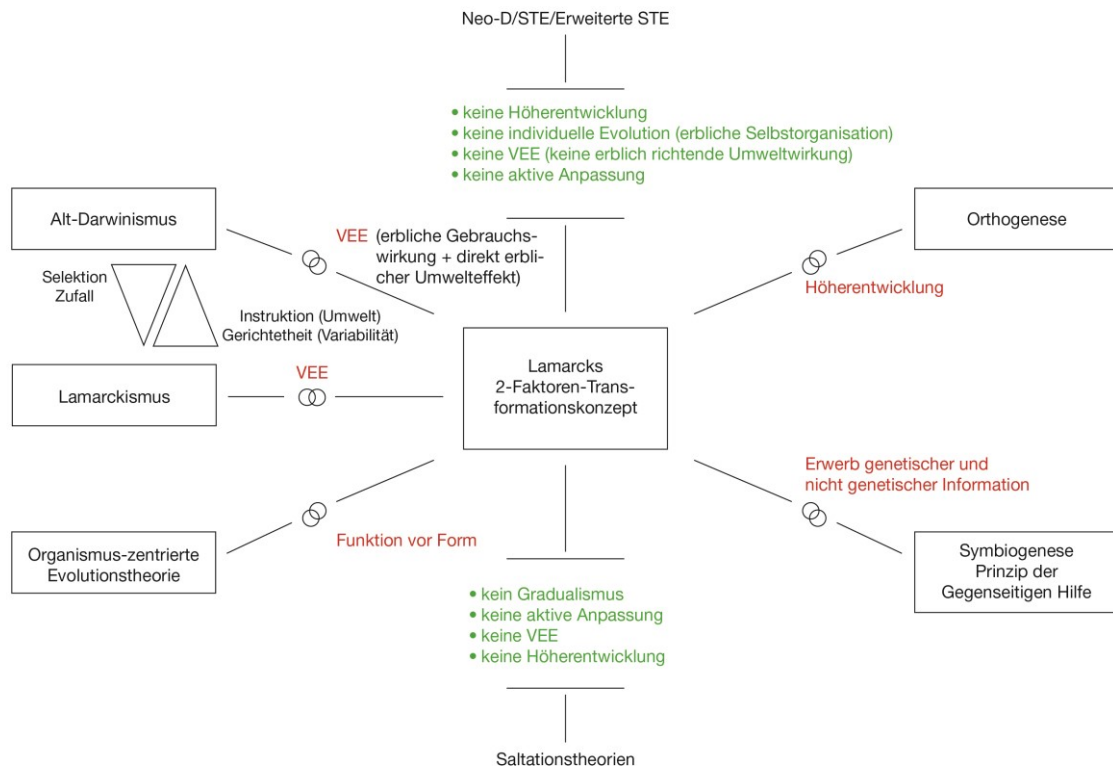 Neo-D/STE/Erweiterte STE
• keine Höherentwicklung
• keine individuelle Evolution (erbliche Selbstorganisation)
• keine VEE (keine erblich richtende Umweltwirkung)
• keine aktive Anpassung
Alt-Darwinismus
VEE (erbliche Gebrauchs-
wirkung + direkt erbli-
cher Umwelteffekt)
Orthogenese
Höherentwicklung
Selektion
Zufall
Instruktion (Umwelt)
Gerichtetheit (Variabilität)
Lamarckismus
VEE
Lamarcks
2-Faktoren-Trans-
formationskonzept
Organismus-zentrierte
Evolutionstheorie
Funktion vor Form
Erwerb genetischer und
nicht genetischer Information
Symbiogenese
Prinzip der
Gegenseitigen Hilfe
• kein Gradualismus
• keine aktive Anpassung
• keine VEE
• keine Höherentwicklung
Saltationstheorien